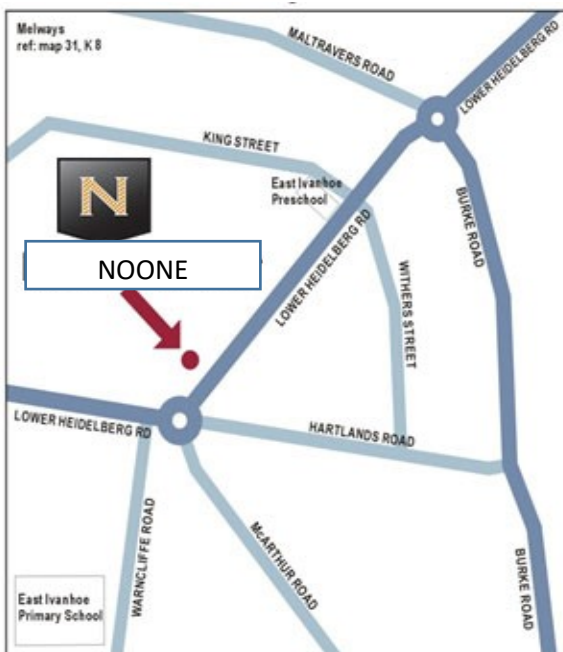 Melways
ref: map 31, K 8
MALTRAVERS ROAD
LOWER HEIDELBERG RD
KING STREET
N
East Ivanhoe
Preschool
BURKE ROAD
LOWER HEIDELBERG RD
WITHERS STREET
NOONE
LOWER HEIDELBERG RD
HARTLANDS ROAD
WARNCLIFFE ROAD
McARTHUR ROAD
BURKE ROAD
East Ivanhoe
Primary School